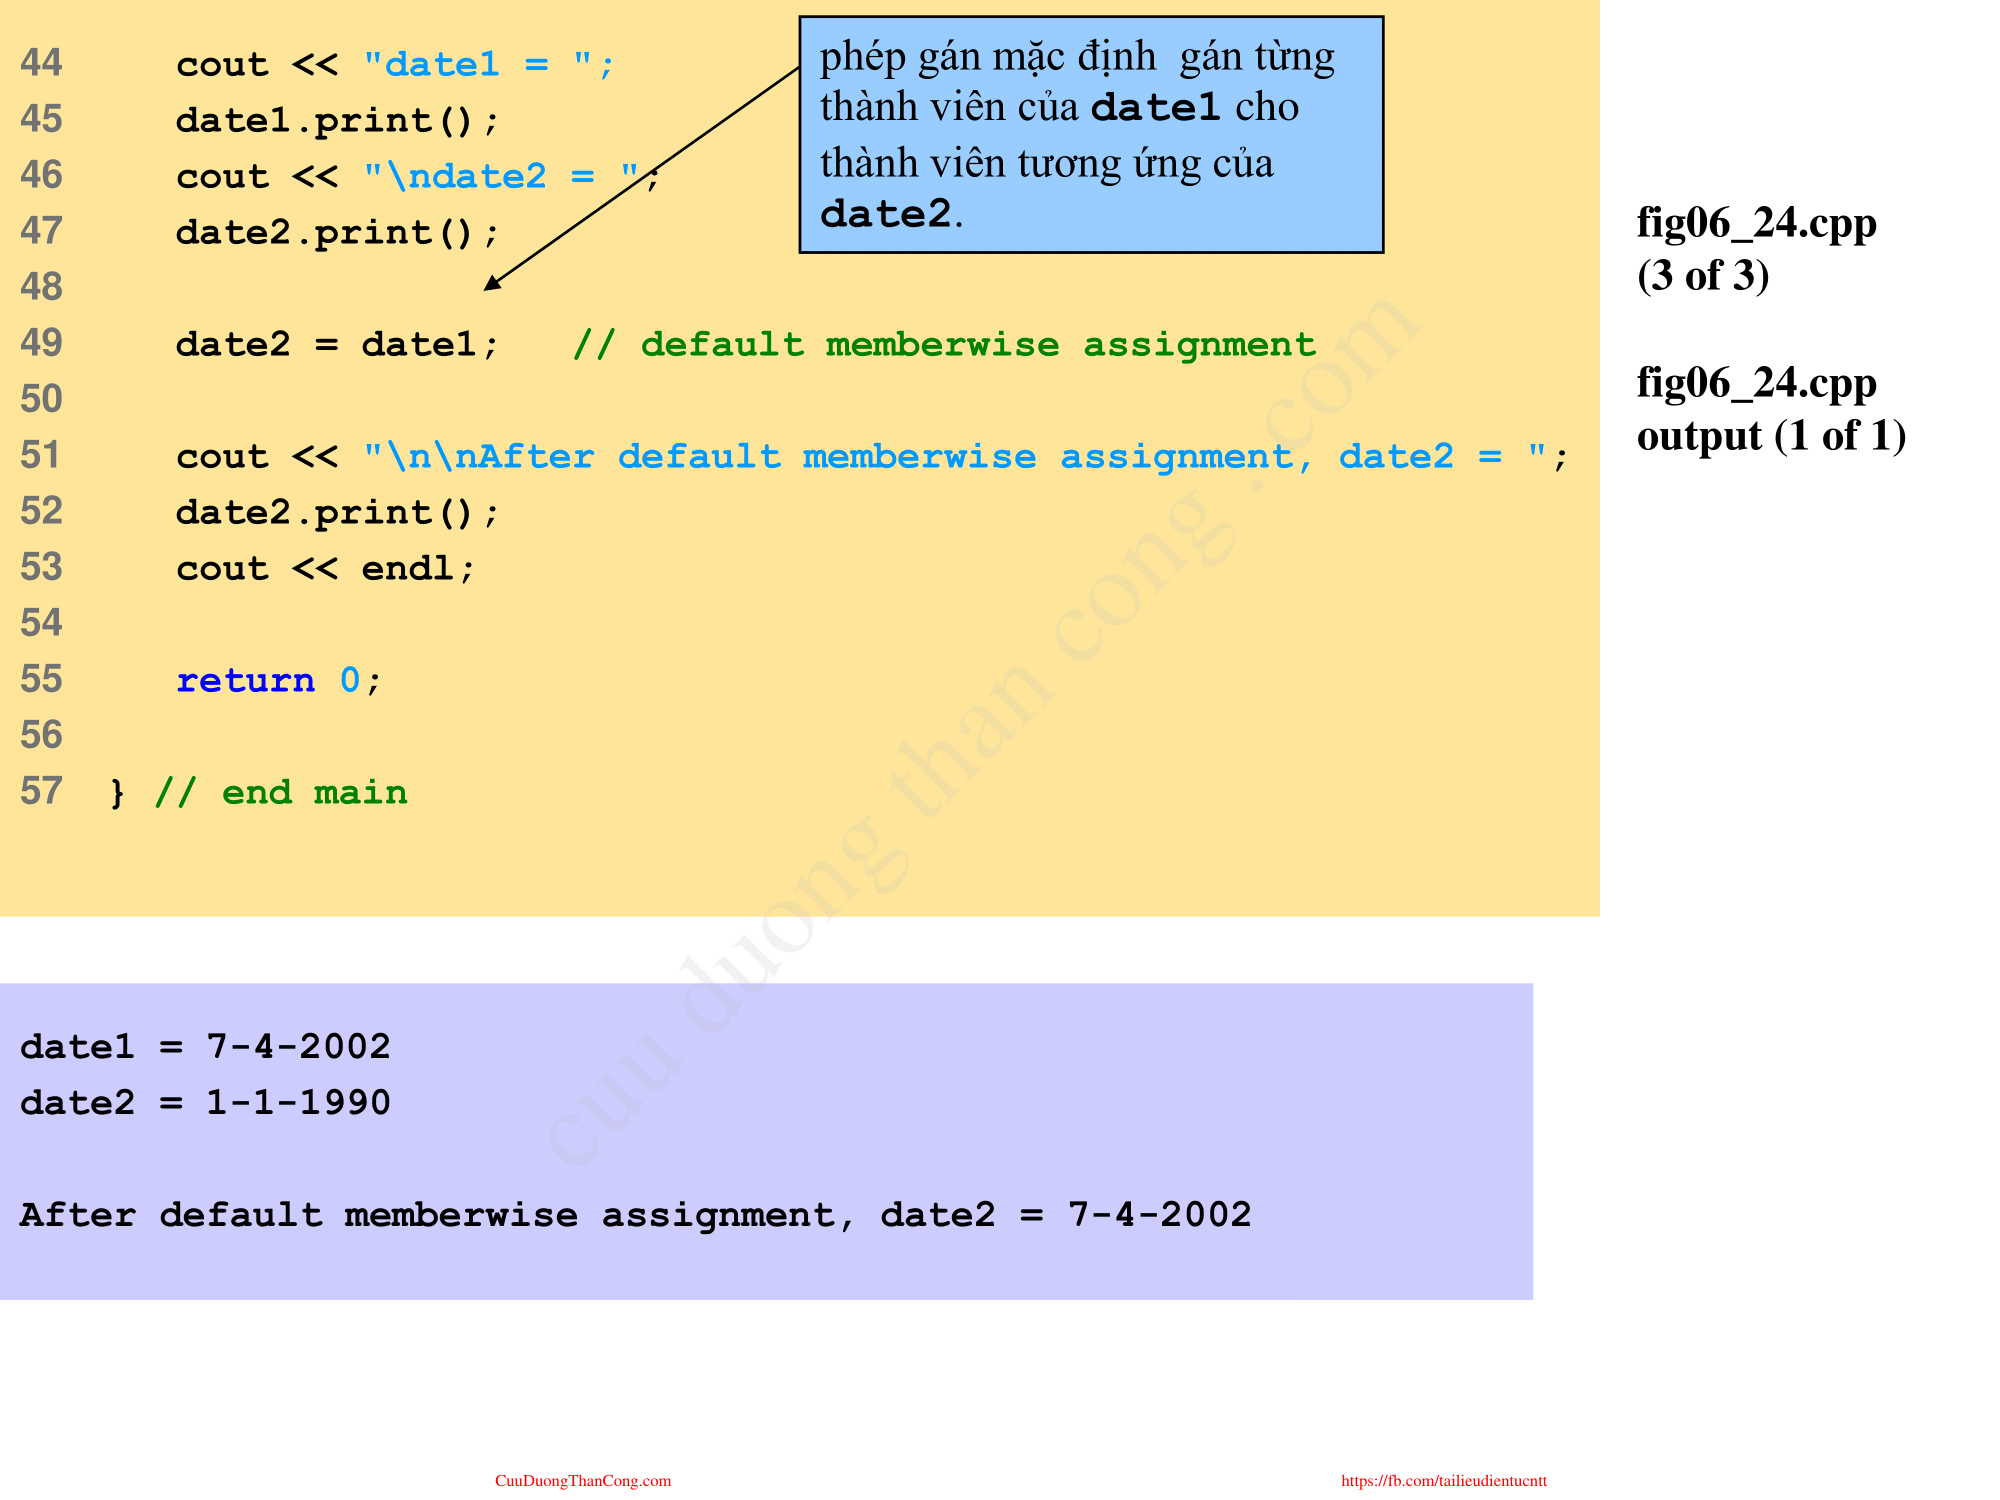 44 cout << "date1 = ";
45 date1.print();
46 cout << "\ndate2 = ";
47 date2.print();
48
49 date2 = date1; // default memberwise assignment
50
51 cout << "\n\nAfter default memberwise assignment, date2 = ";
52 date2.print();
53 cout << endl;
54
55 return 0;
56
57 } // end main
phép gán mặc định gán từng
thành viên của date1 cho
thành viên tương ứng của
date2.
fig06_24.cpp
(3 of 3)
fig06_24.cpp
output (1 of 1)
date1 = 7-4-2002
date2 = 1-1-1990
After default memberwise assignment, date2 = 7-4-2002
cuu duong than cong . com
CuuDuongThanCong.com
https://fb.com/tailieudientucntt